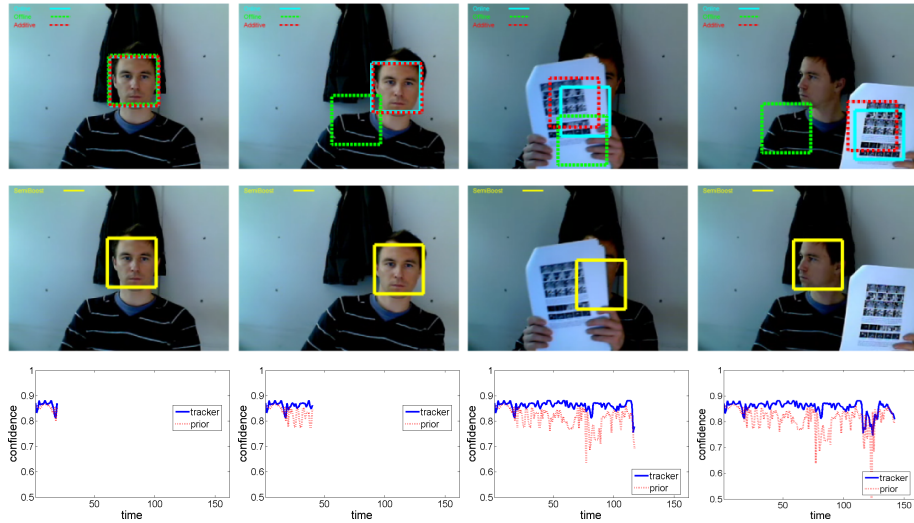 Online
Offline
Additive
Online
Offline
Additive
Online
Offline
Additive
Online
Offline
Additive
SemiBoost
SemiBoost
SemiBoost
SemiBoost
1
0.9
0.8
0.7
0.6
0.5
confidence
50
100
150
time
tracker
prior
1
0.9
0.8
0.7
0.6
0.5
confidence
50
100
150
time
tracker
prior
1
0.9
0.8
0.7
0.6
0.5
confidence
50
100
150
time
tracker
prior
1
0.9
0.8
0.7
0.6
0.5
confidence
50
100
150
time
tracker
prior